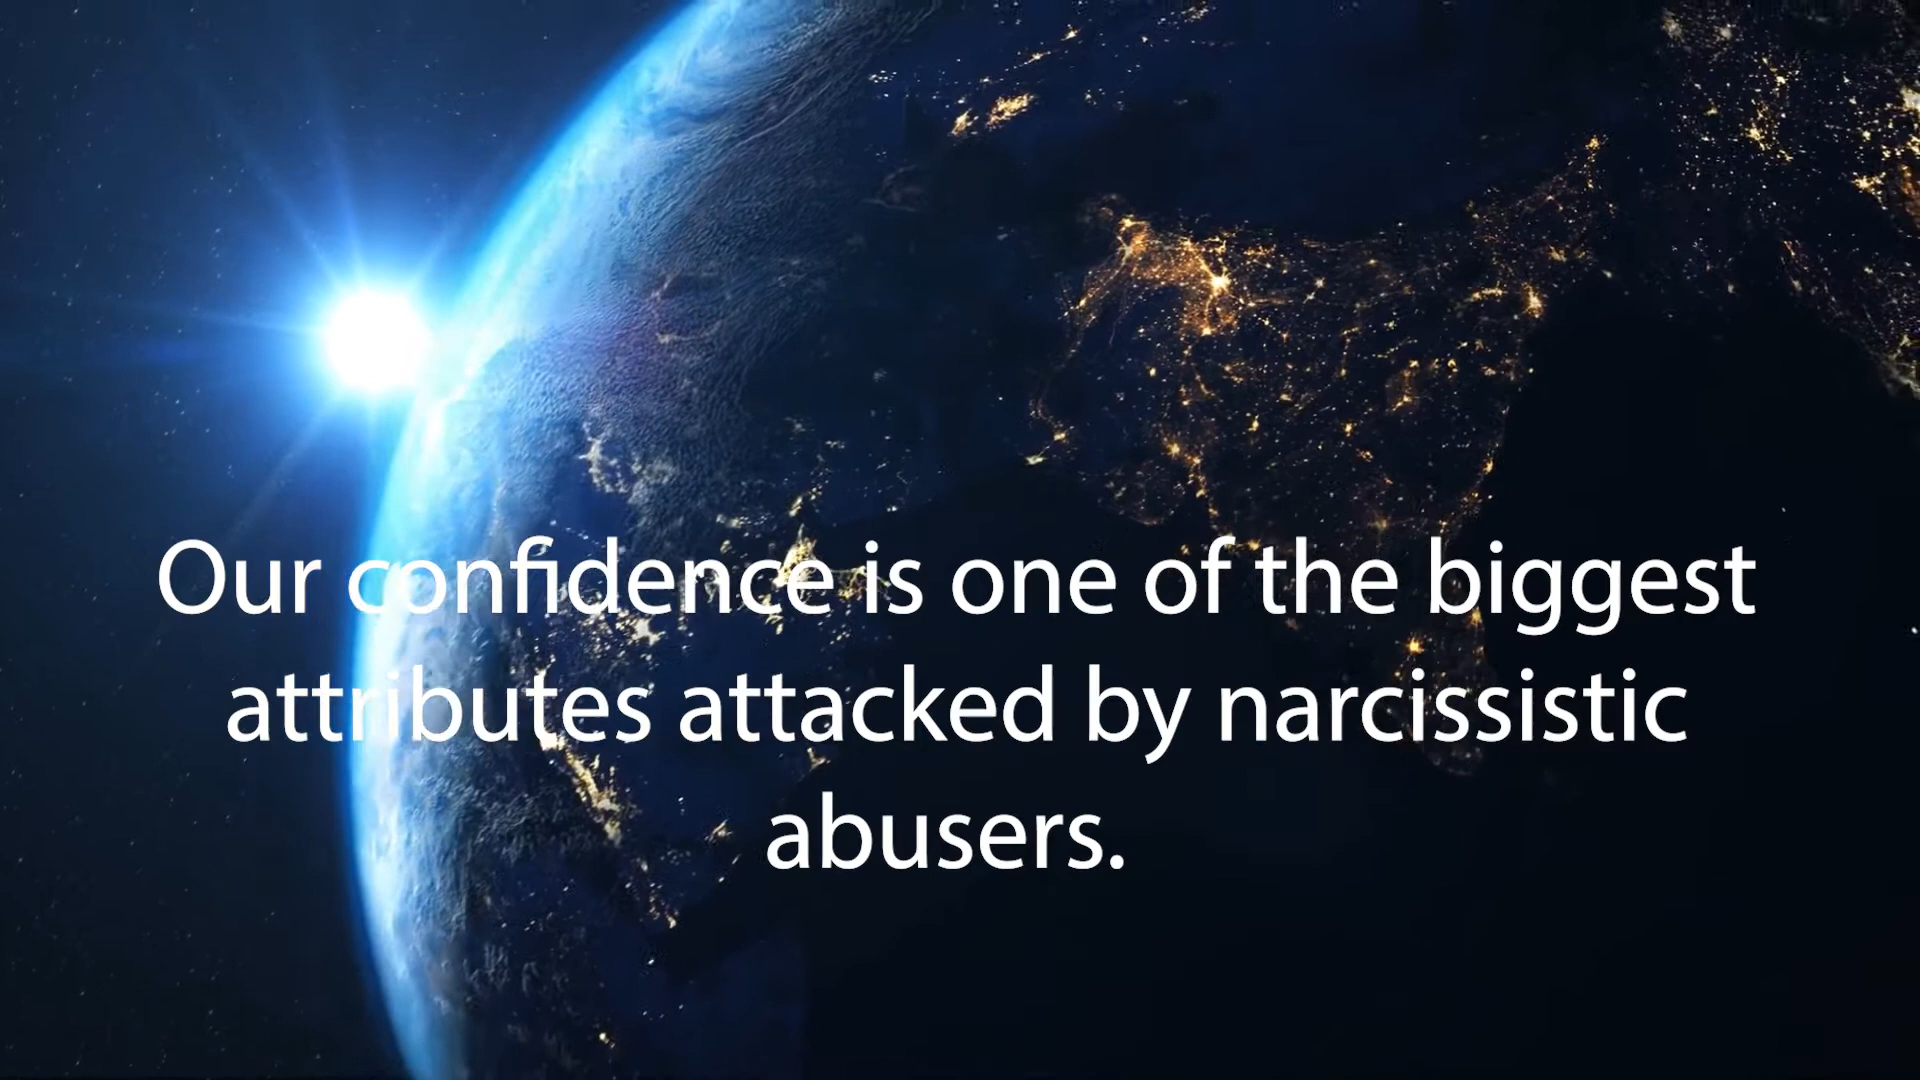 Our confidence is one of the biggest
attributes attacked by narcissistic
abusers.